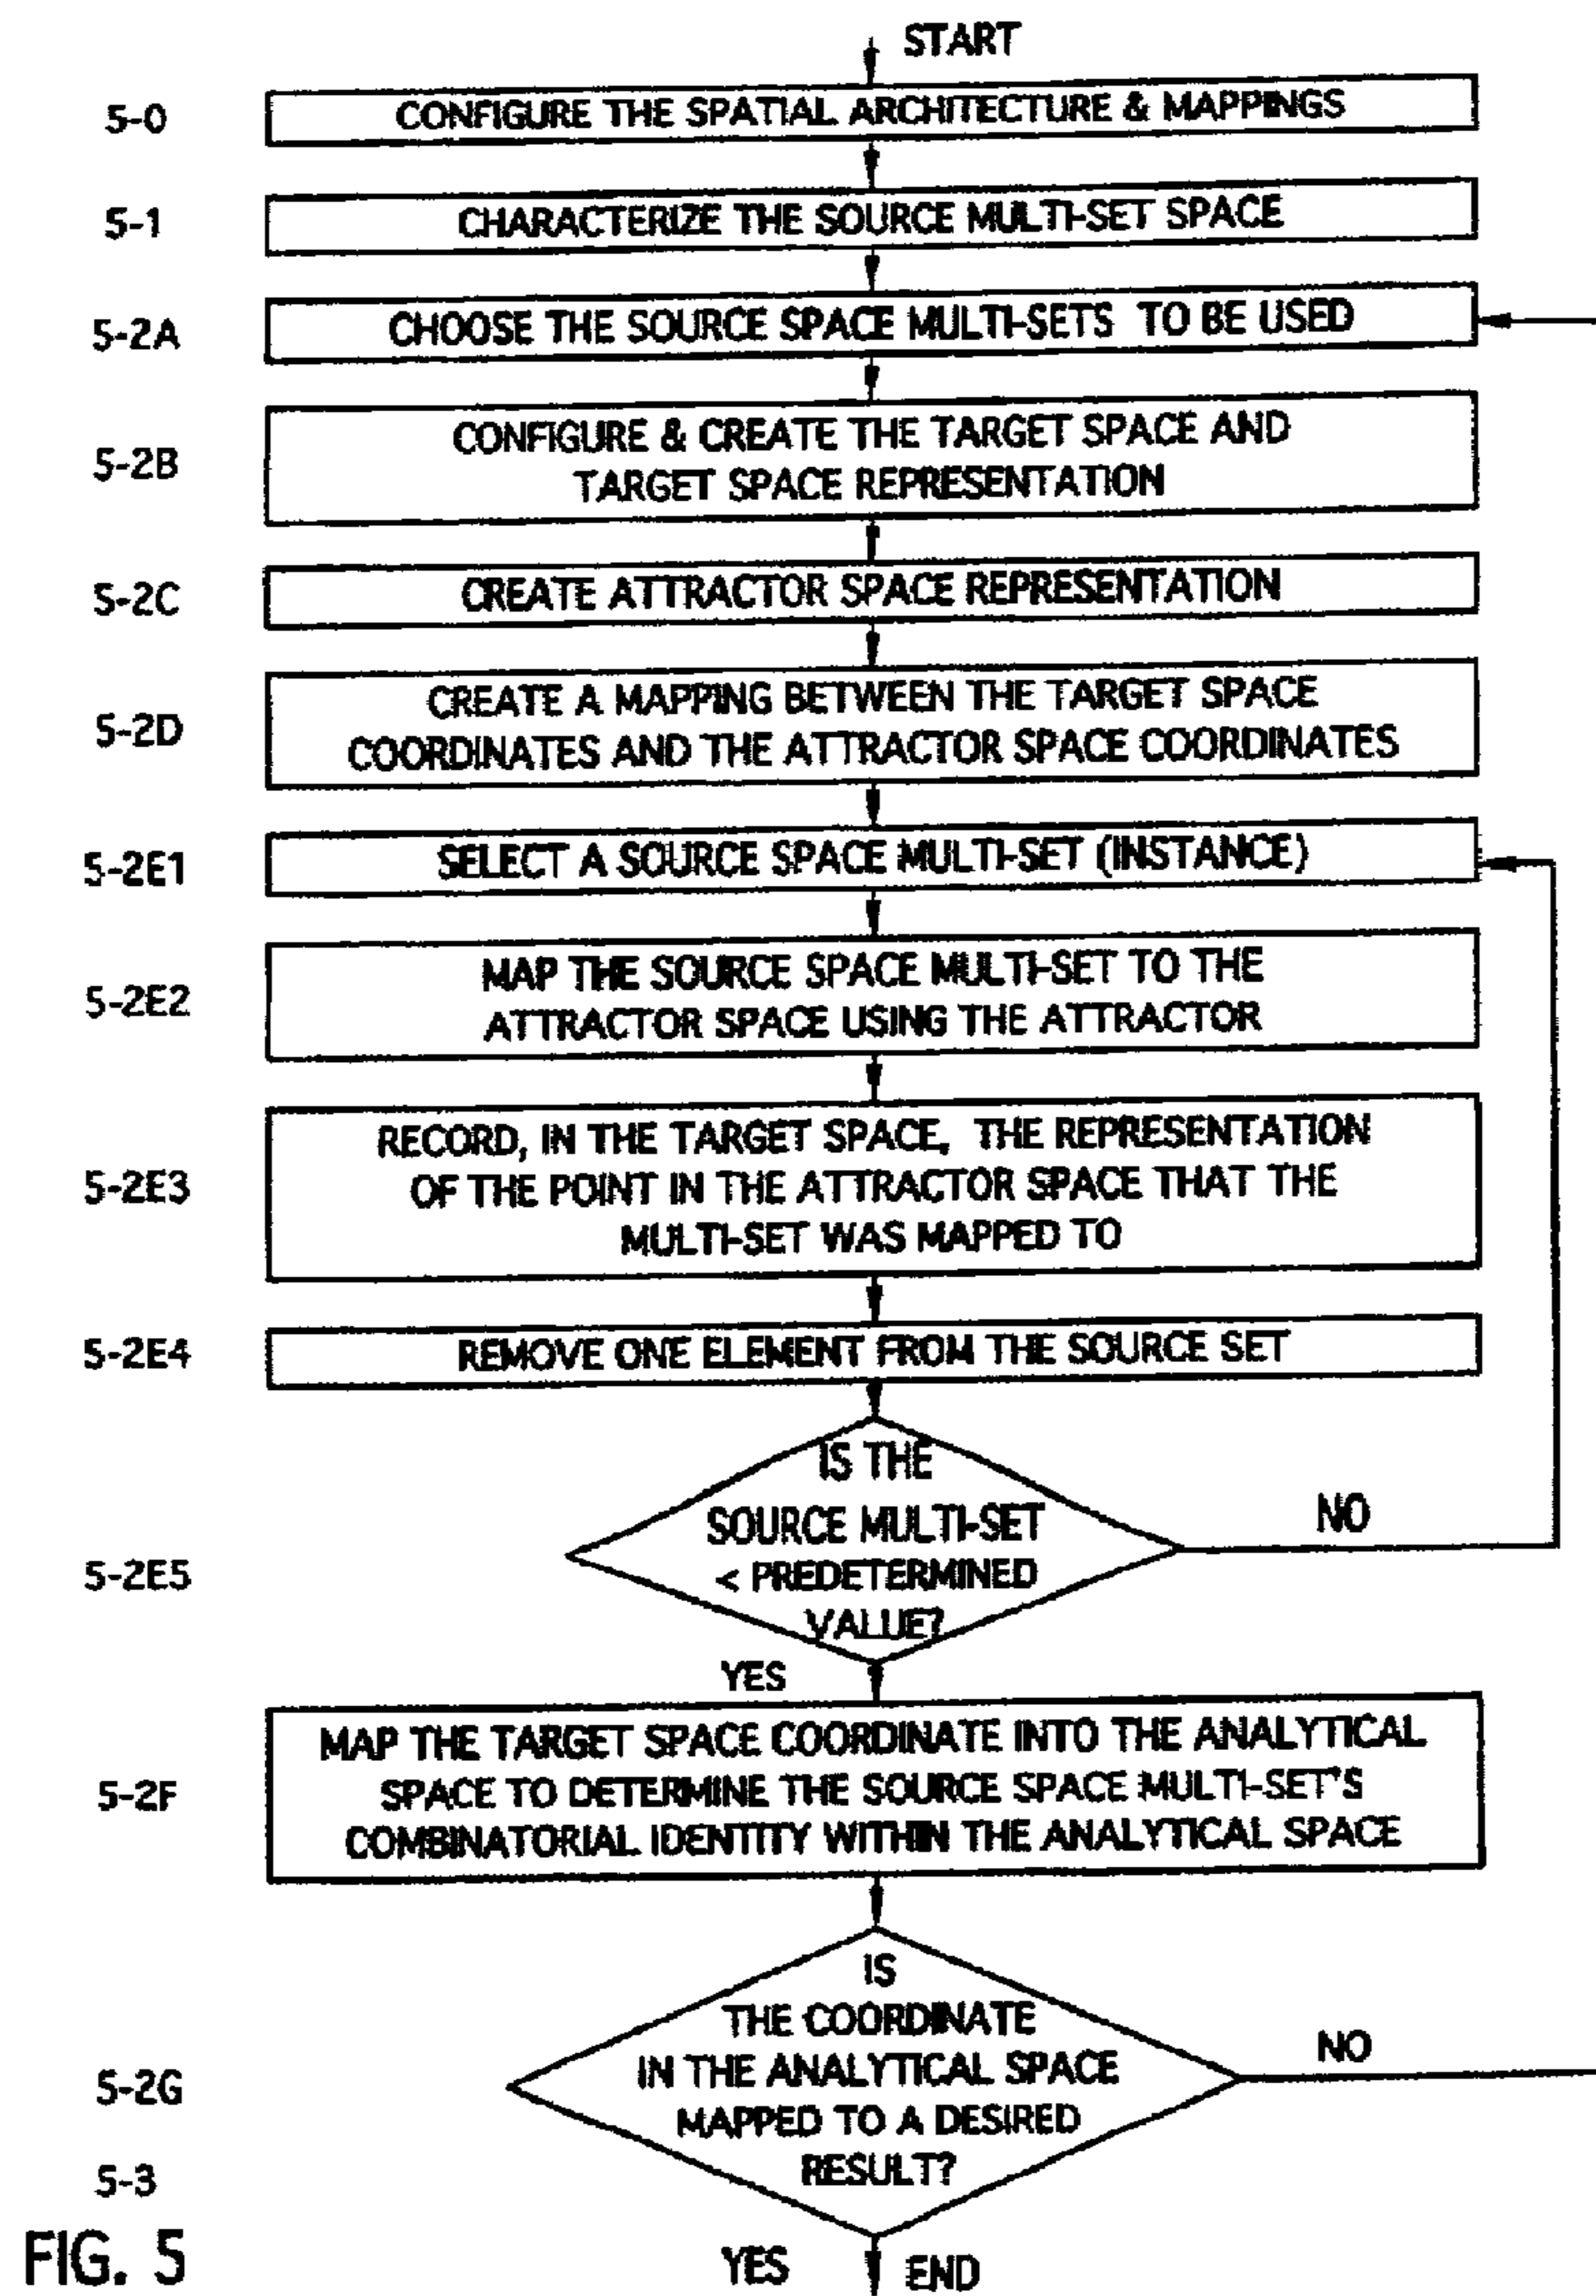 START
5-0
CONFIGURE THE SPATIAL ARCHITECTURE & MAPPINGS
5-1
CHARACTERIZE THE SOURCE MULTI-SET SPACE
5-2A
CHOOSE THE SOURCE SPACE MULTI-SETS TO BE USED
5-2B
CONFIGURE & CREATE THE TARGET SPACE AND
TARGET SPACE REPRESENTATION
5-2C
CREATE ATTRACTOR SPACE REPRESENTATION
5-2D
CREATE A MAPPING BETWEEN THE TARGET SPACE
COORDINATES AND THE ATTRACTOR SPACE COORDINATES
5-2E1
SELECT A SOURCE SPACE MULTI-SET (INSTANCE)
5-2E2
MAP THE SOURCE SPACE MULTI-SET TO THE
ATTRACTOR SPACE USING THE ATTRACTOR
5-2E3
RECORD, IN THE TARGET SPACE, THE REPRESENTATION
OF THE POINT IN THE ATTRACTOR SPACE THAT THE
MULTI-SET WAS MAPPED TO
5-2E4
REMOVE ONE ELEMENT FROM THE SOURCE SET
5-2E5
IS THE
SOURCE MULTI-SET
< PREDETERMINED
VALUE?
NO
YES
5-2F
MAP THE TARGET SPACE COORDINATE INTO THE ANALYTICAL
SPACE TO DETERMINE THE SOURCE SPACE MULTI-SET'S
COMBINATORIAL IDENTITY WITHIN THE ANALYTICAL SPACE
5-2G
IS
THE COORDINATE
IN THE ANALYTICAL SPACE
MAPPED TO A DESIRED
RESULT?
NO
5-3
YES
END
FIG. 5